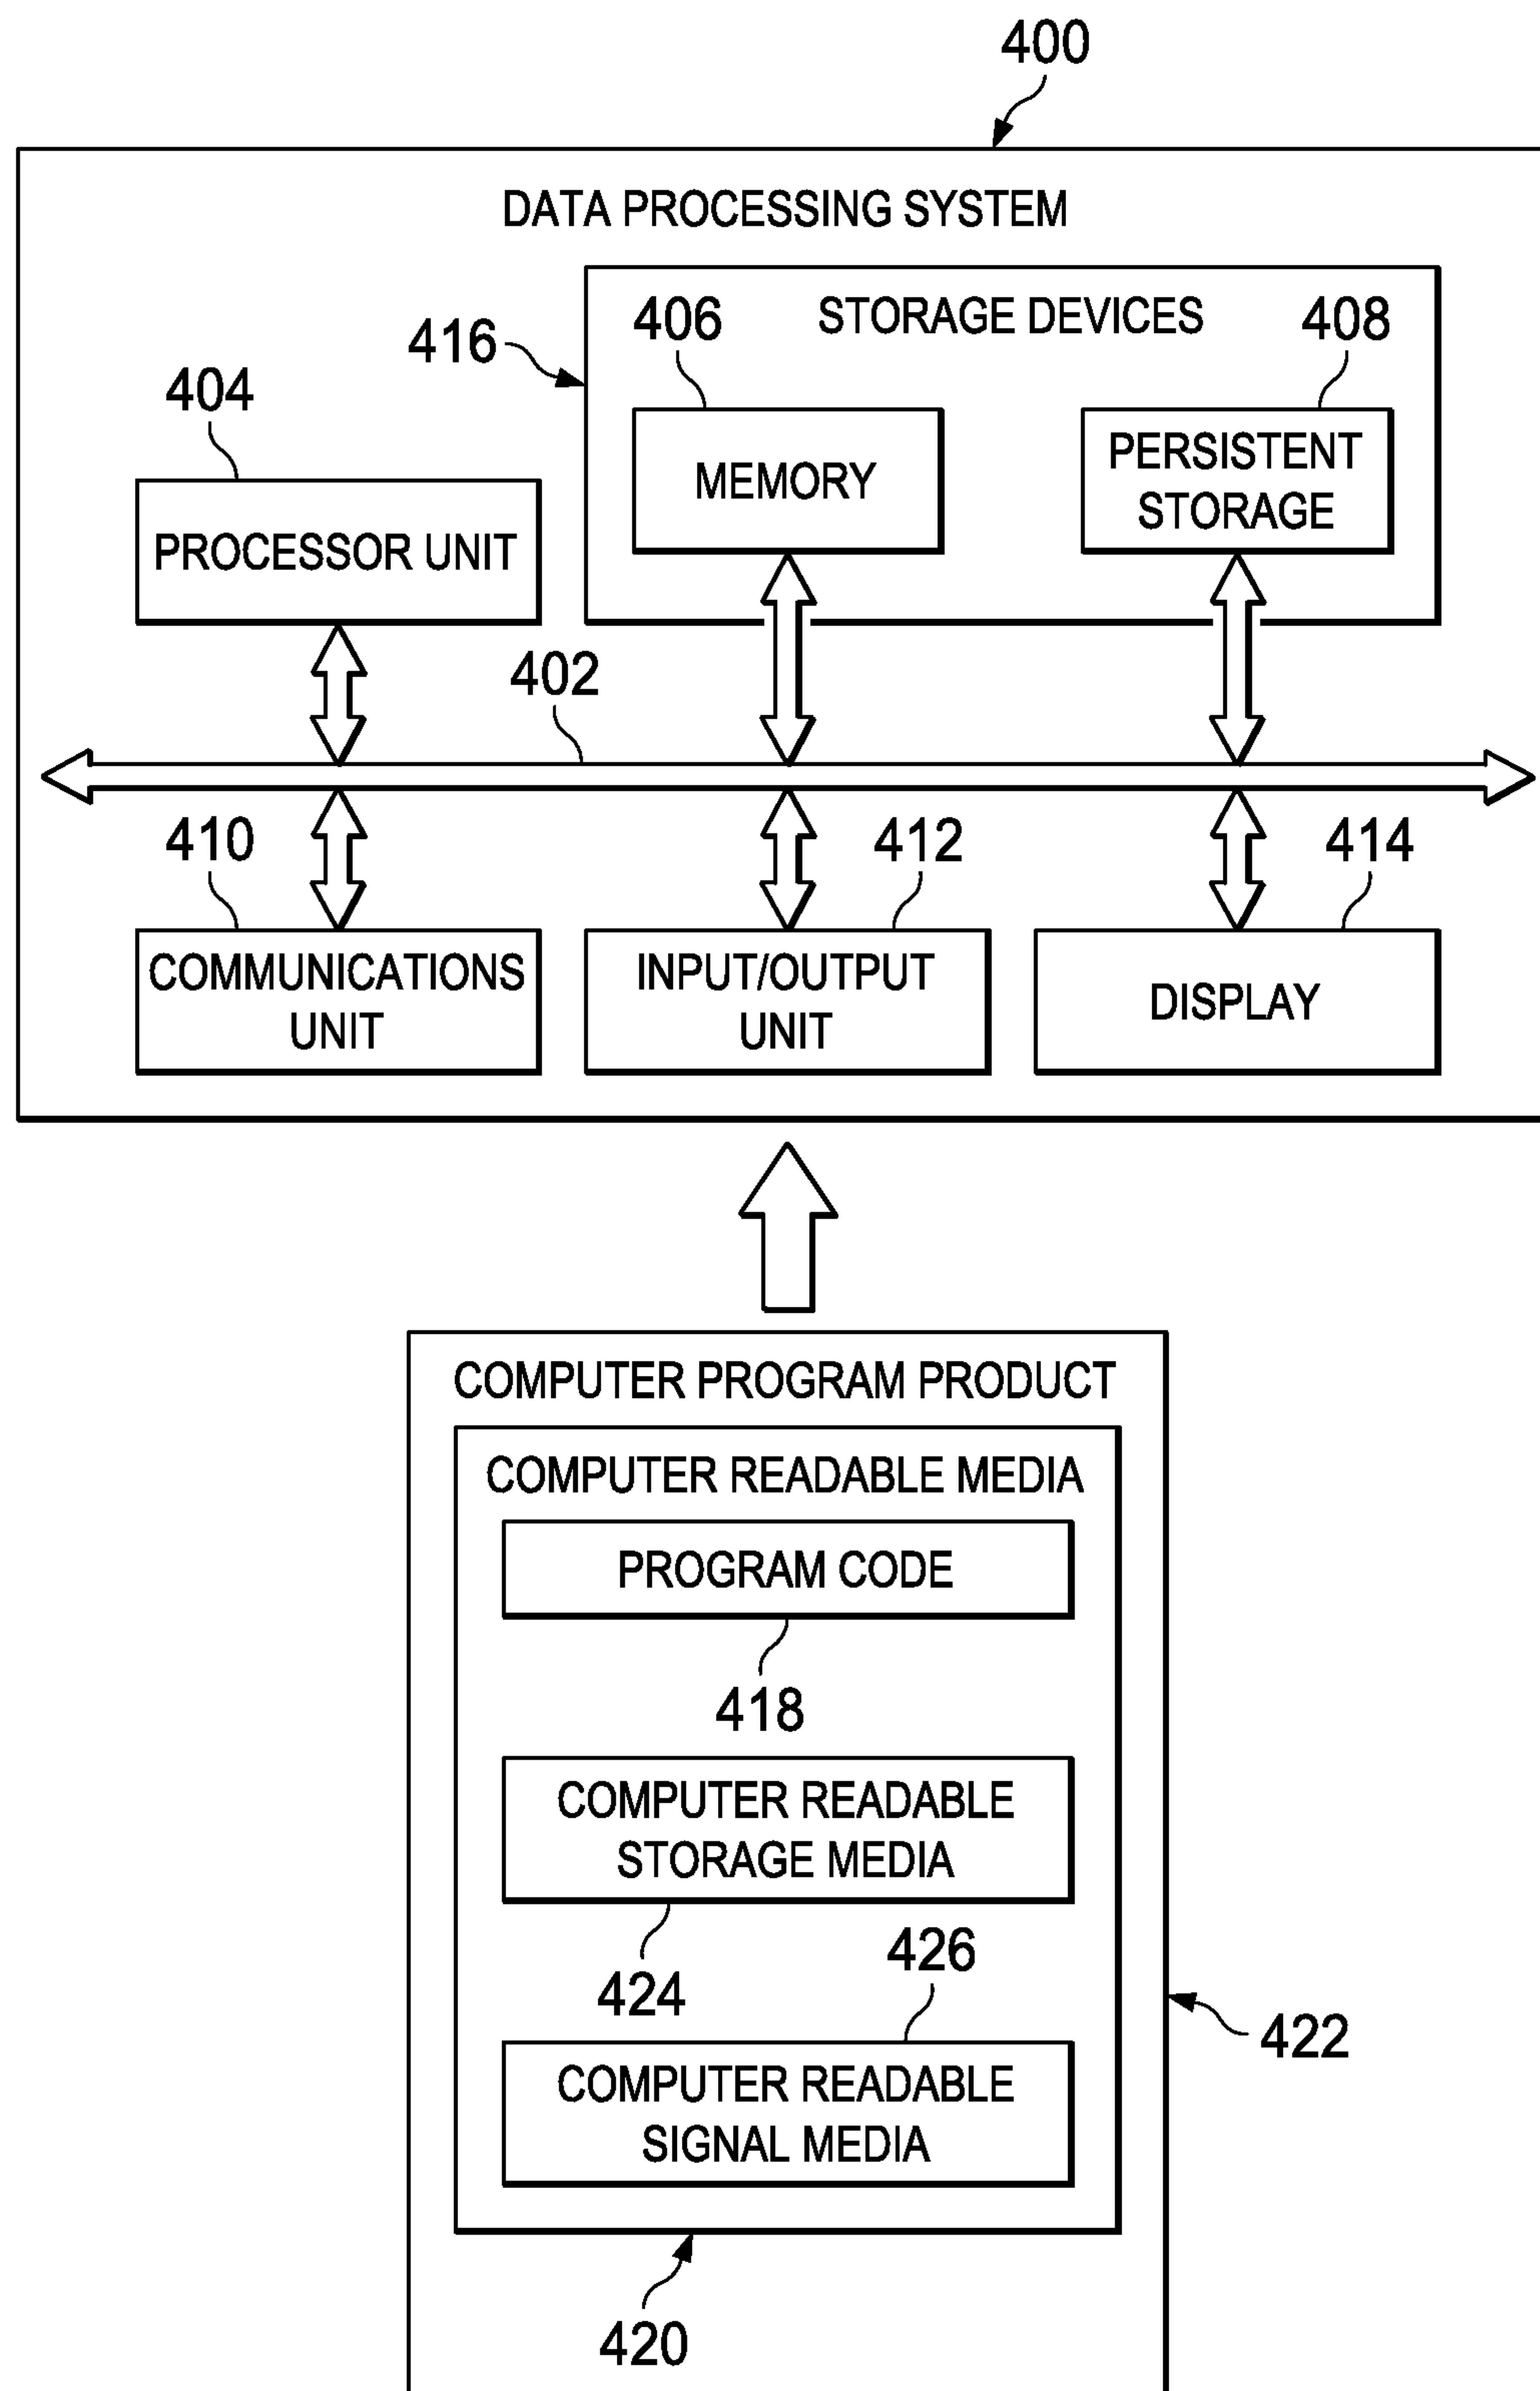 400
DATA PROCESSING SYSTEM
416
406
STORAGE DEVICES
408
404
MEMORY
PERSISTENT
STORAGE
PROCESSOR UNIT
402
410
412
414
COMMUNICATIONS
UNIT
INPUT/OUTPUT
UNIT
DISPLAY
COMPUTER PROGRAM PRODUCT
COMPUTER READABLE MEDIA
PROGRAM CODE
418
COMPUTER READABLE
STORAGE MEDIA
424
426
COMPUTER READABLE
SIGNAL MEDIA
422
420